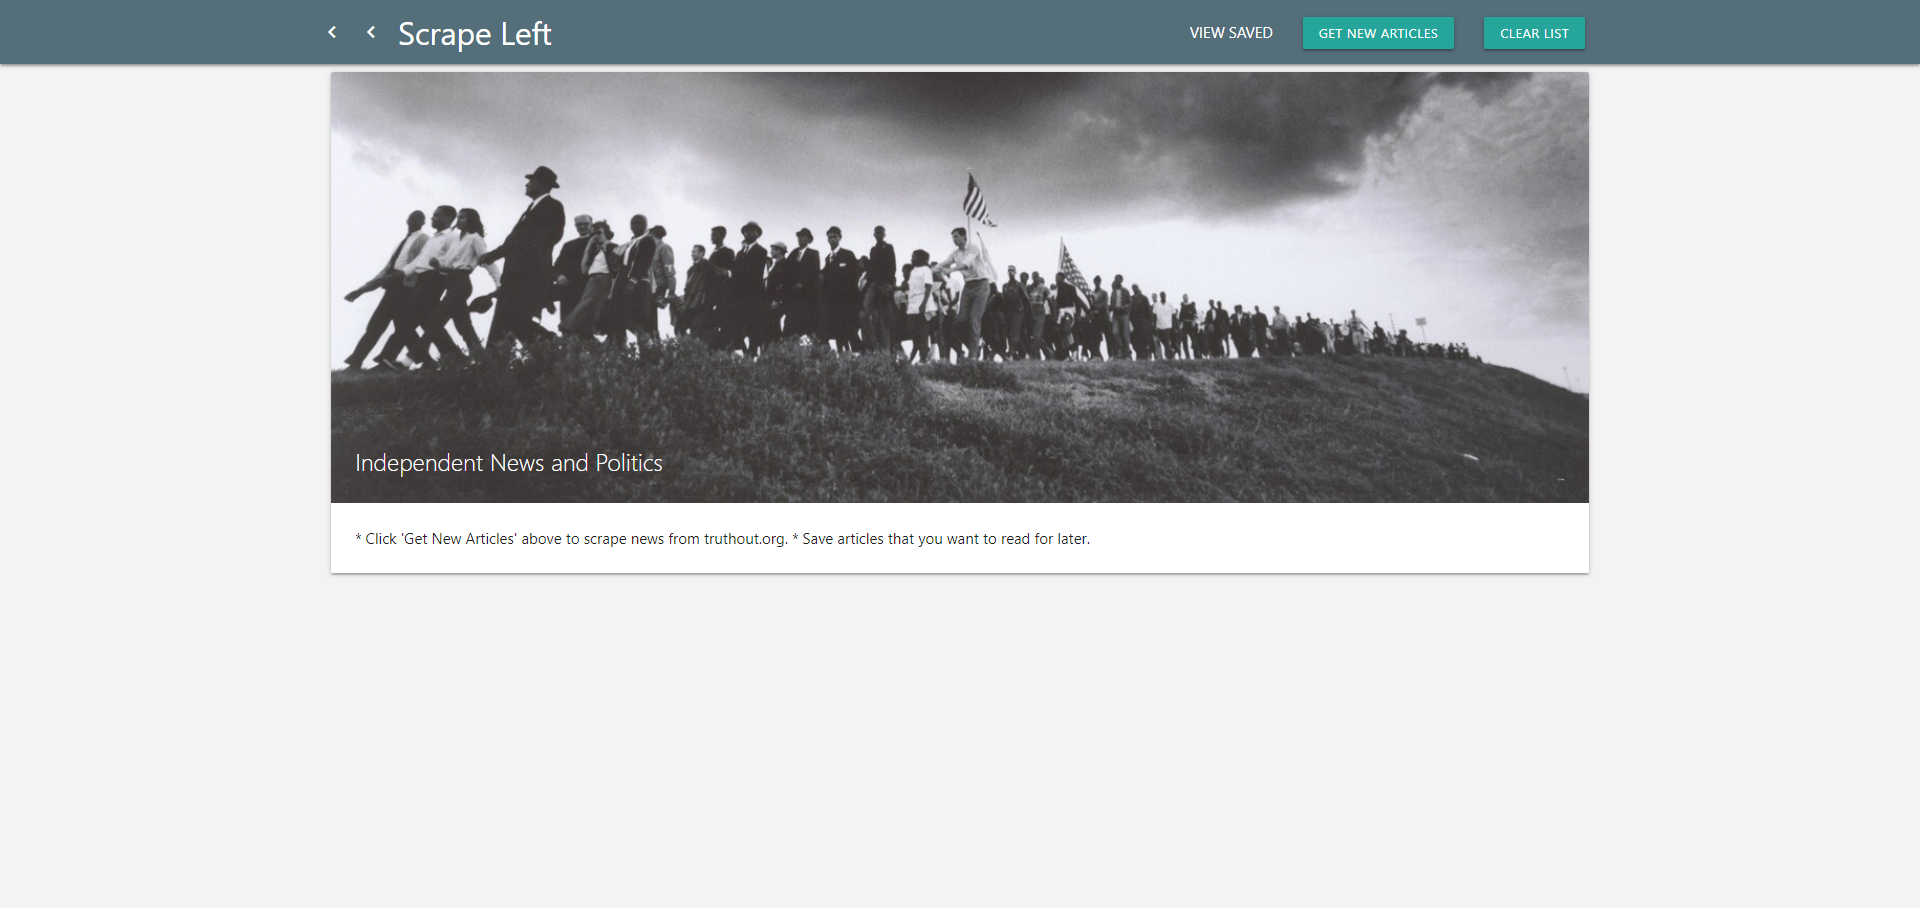 Scrape Left
VIEW SAVED
GET NEW ARTICLES
CLEAR LIST
Independent News and Politics
* Click 'Get New Articles' above to scrape news from truthout.org. * Save articles that you want to read for later.